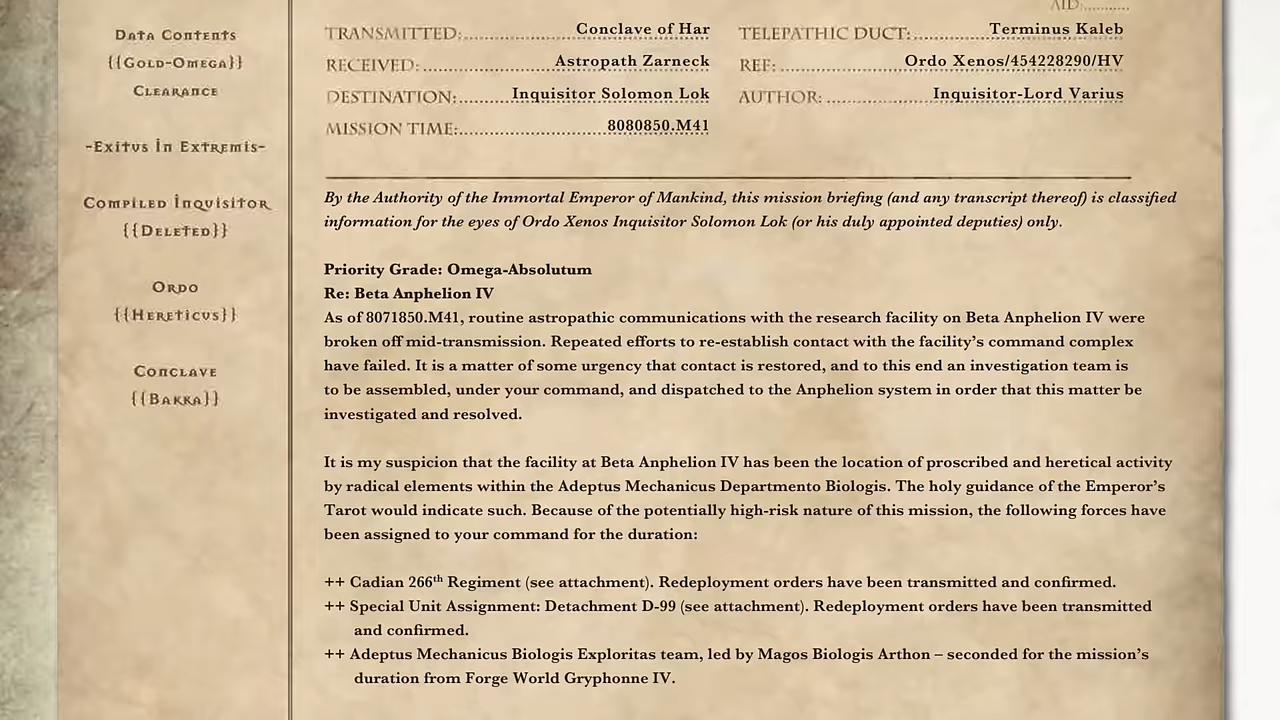 AID:..........
Data Contents
{{Gold-Omega}}
Clearance
-Exitus in Extremis-
Compiled Inquisitor
{{Deleted}}
Ordo
{{Hereticus}}
Conclave
{{Bakka}}
TRANSMITTED: Conclave of Har
TELEPATHIC DUCT: Terminus Kaleb
RECEIVED: Astropath Zarneck
REF: Ordo Xenos/454228290/HV
DESTINATION: Inquisitor Solomon Lok
AUTHOR: Inquisitor-Lord Varius
MISSION TIME: 8080850.M41
By the Authority of the Immortal Emperor of Mankind, this mission briefing (and any transcript thereof) is classified
information for the eyes of Ordo Xenos Inquisitor Solomon Lok (or his duly appointed deputies) only.
Priority Grade: Omega-Absolutum
Re: Beta Anphelion IV
As of 8071850.M41, routine astropathic communications with the research facility on Beta Anphelion IV were
broken off mid-transmission. Repeated efforts to re-establish contact with the facility's command complex
have failed. It is a matter of some urgency that contact is restored, and to this end an investigation team is
to be assembled, under your command, and dispatched to the Anphelion system in order that this matter be
investigated and resolved.
It is my suspicion that the facility at Beta Anphelion IV has been the location of proscribed and heretical activity
by radical elements within the Adeptus Mechanicus Departmento Biologis. The holy guidance of the Emperor's
Tarot would indicate such. Because of the potentially high-risk nature of this mission, the following forces have
been assigned to your command for the duration:
++ Cadian 266th Regiment (see attachment). Redeployment orders have been transmitted and confirmed.
++ Special Unit Assignment: Detachment D-99 (see attachment). Redeployment orders have been transmitted
and confirmed.
++ Adeptus Mechanicus Biologis Exploritas team, led by Magos Biologis Arthon – seconded for the mission's
duration from Forge World Gryphonne IV.